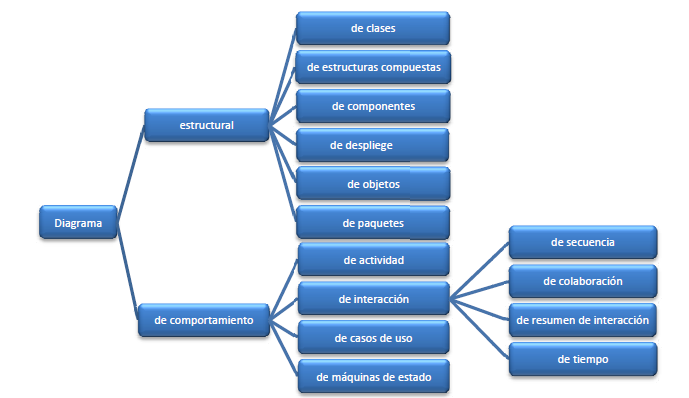 de clases
de estructuras compuestas
de componentes
estructural
de despliege
de objetos
de paquetes
Diagrama
de secuencia
de actividad
de colaboración
de interacción
de comportamiento
de resumen de interacción
de casos de uso
de tiempo
de máquinas de estado